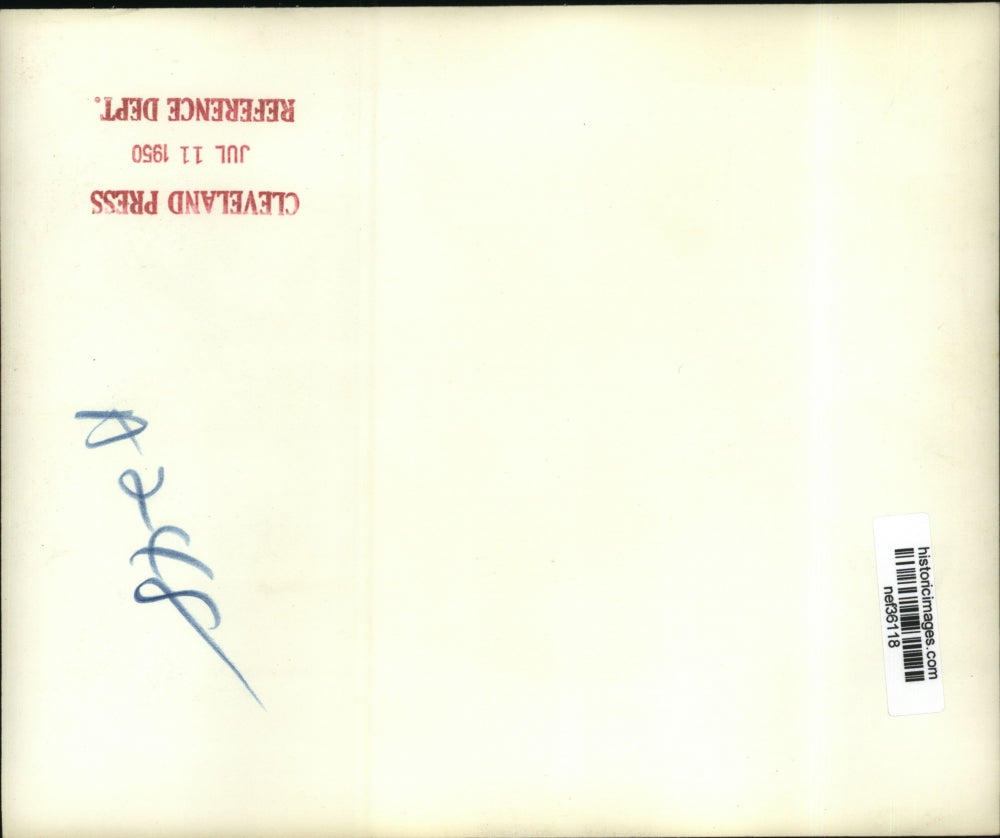 CLEVELAND PRESS
JUL 11 1950
REFERENCE DEPT.
historicimages.com
nef36118